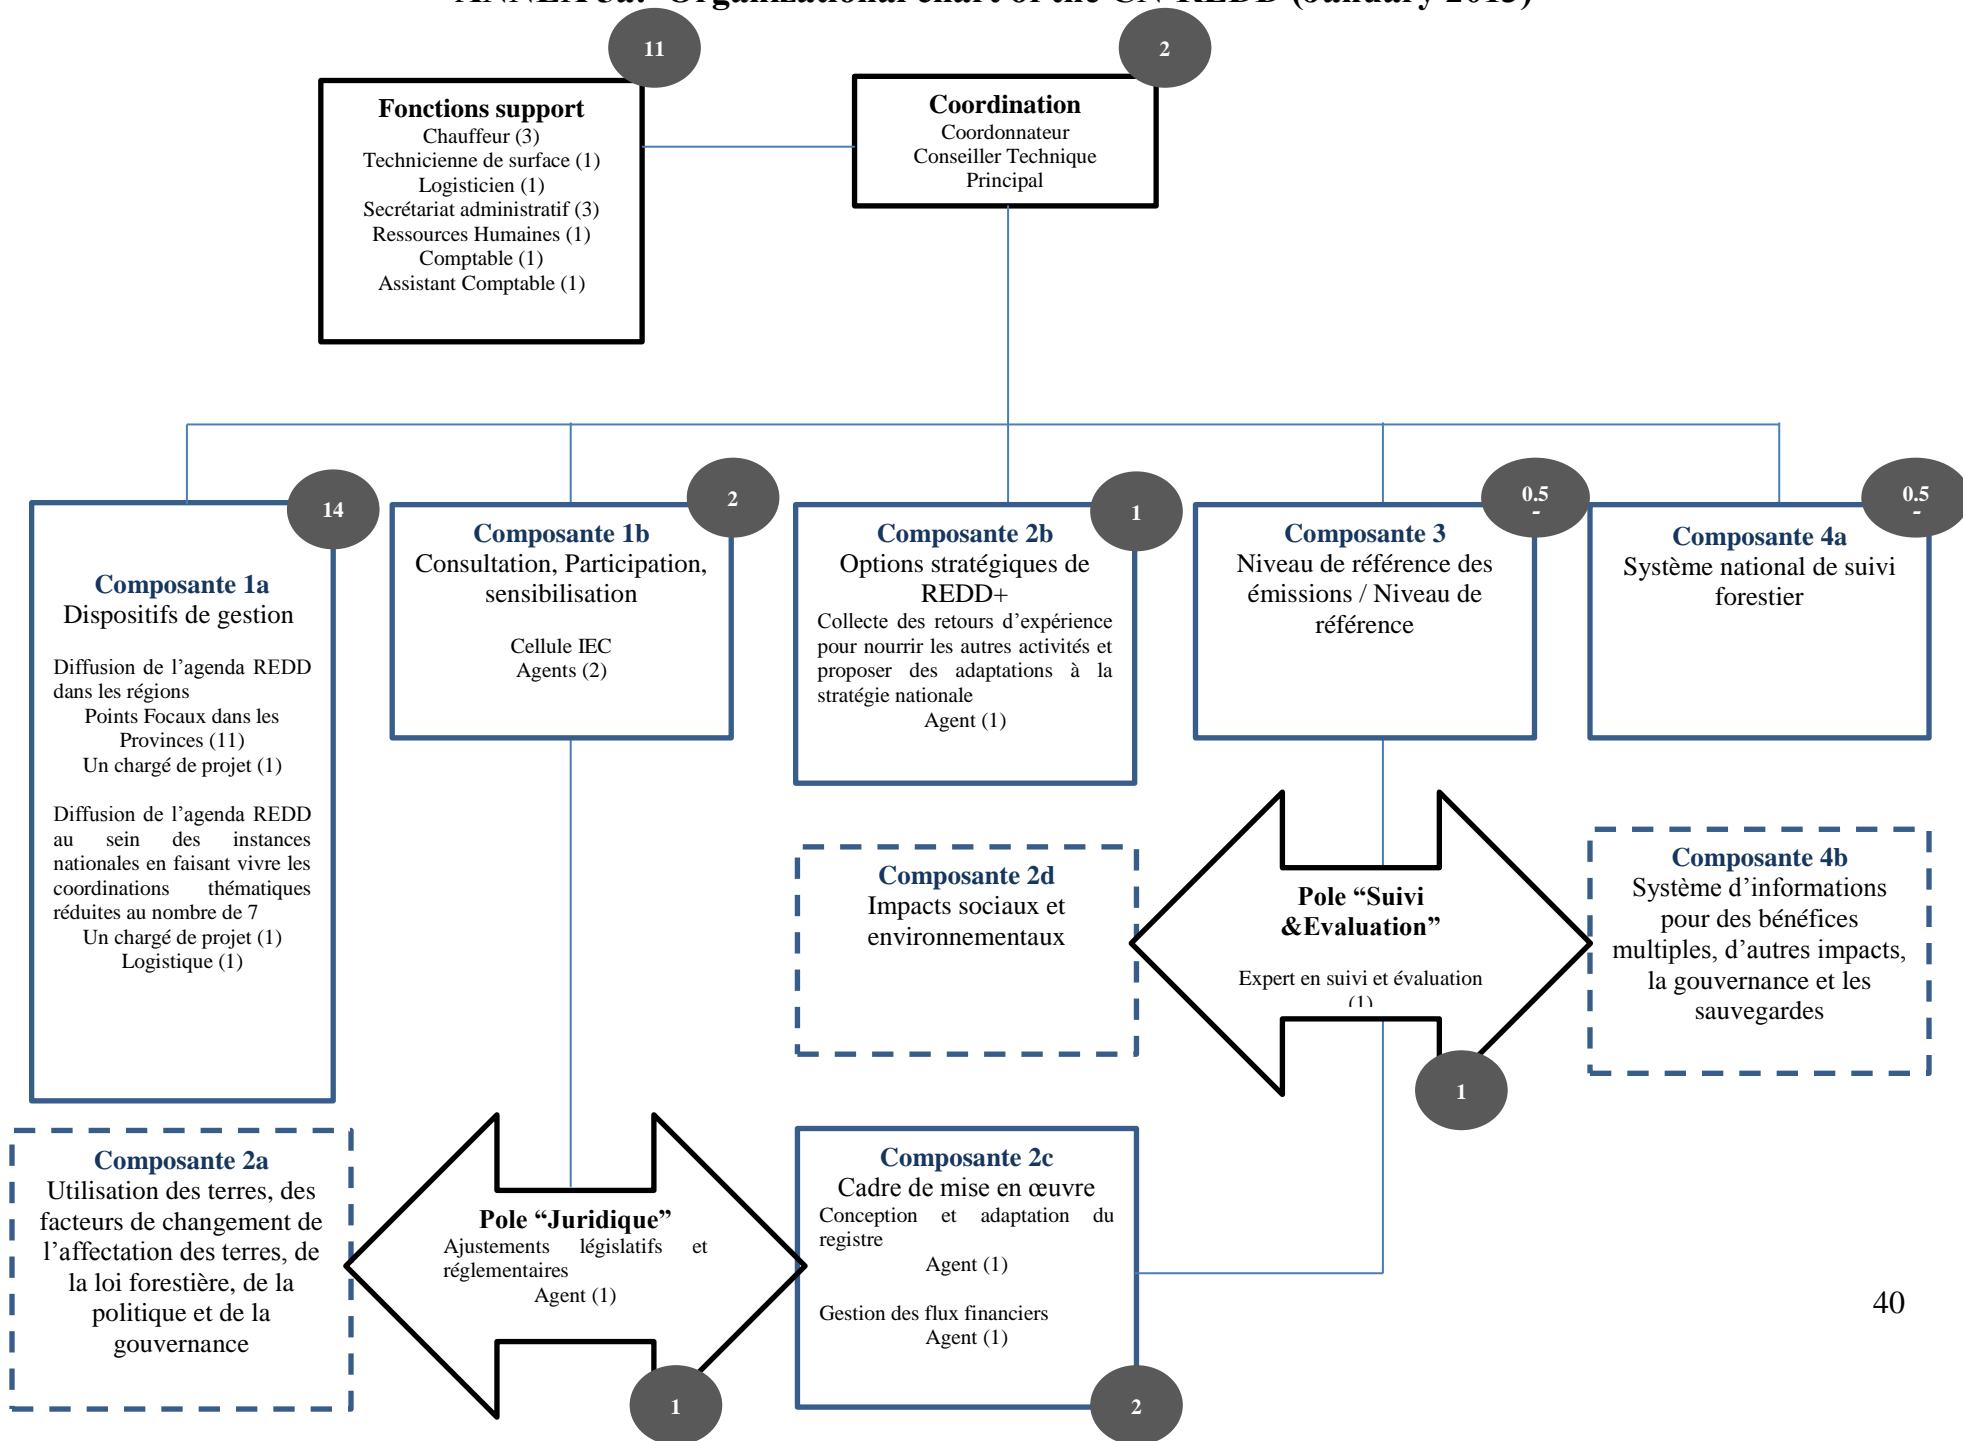 ANNEX 3a: Organizational chart of the CN-REDD (January 2013)
11
2
Fonctions support
Chauffeur (3)
Technicienne de surface (1)
Logisticien (1)
Secrétariat administratif (3)
Ressources Humaines (1)
Comptable (1)
Assistant Comptable (1)
Coordination
Coordonnateur
Conseiller Technique
Principal
14
Composante 1a
Dispositifs de gestion
Diffusion de l’agenda REDD
dans les régions
Points Focaux dans les
Provinces (11)
Un chargé de projet (1)
Diffusion de l’agenda REDD
au sein des instances
nationales en faisant vivre les
coordinations thématiques
réduites au nombre de 7
Un chargé de projet (1)
Logistique (1)
2
Composante 1b
Consultation, Participation,
sensibilisation
Cellule IEC
Agents (2)
1
Composante 2b
Options stratégiques de
REDD+
Collecte des retours d’expérience
pour nourrir les autres activités et
proposer des adaptations à la
stratégie nationale
Agent (1)
0.5
-
Composante 3
Niveau de référence des
émissions / Niveau de
référence
0.5
-
Composante 4a
Système national de suivi
forestier
Composante 2d
Impacts sociaux et
environnementaux
Pole “Suivi
&Evaluation”
Expert en suivi et évaluation
(1)
1
Composante 4b
Système d’informations
pour des bénéfices
multiples, d’autres impacts,
la gouvernance et les
sauvegardes
Composante 2a
Utilisation des terres, des
facteurs de changement de
l’affectation des terres, de
la loi forestière, de la
politique et de la
gouvernance
Pole “Juridique”
Ajustements législatifs et
réglementaires
Agent (1)
1
Composante 2c
Cadre de mise en œuvre
Conception et adaptation du
registre
Agent (1)
Gestion des flux financiers
Agent (1)
2
40